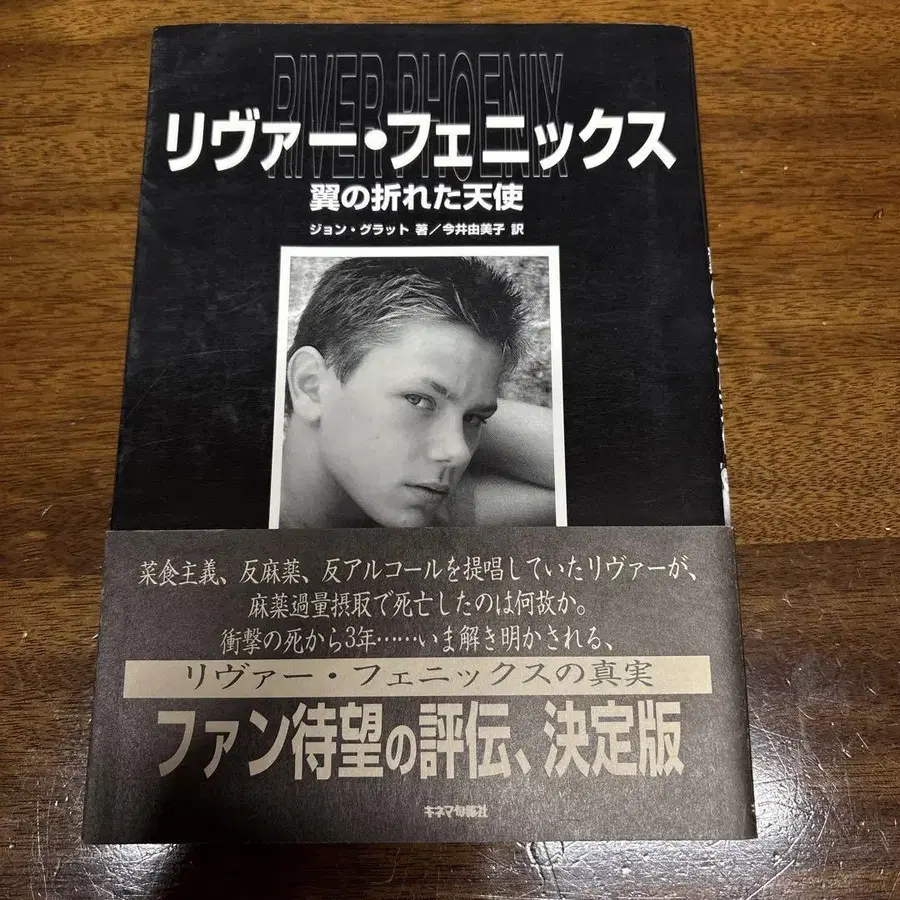 RIVER PHOENIX
リヴァー・フェニックス
翼の折れた天使
ジョン・グラット 著／今井由美子 訳
菜食主義、反麻薬、反アルコールを提唱していたリヴァーが、
麻薬過量摂取で死亡したのは何故か。
衝撃の死から3年……いま解き明かされる、
リヴァー・フェニックスの真実
ファン待望の評伝、決定版
キネマ旬報社